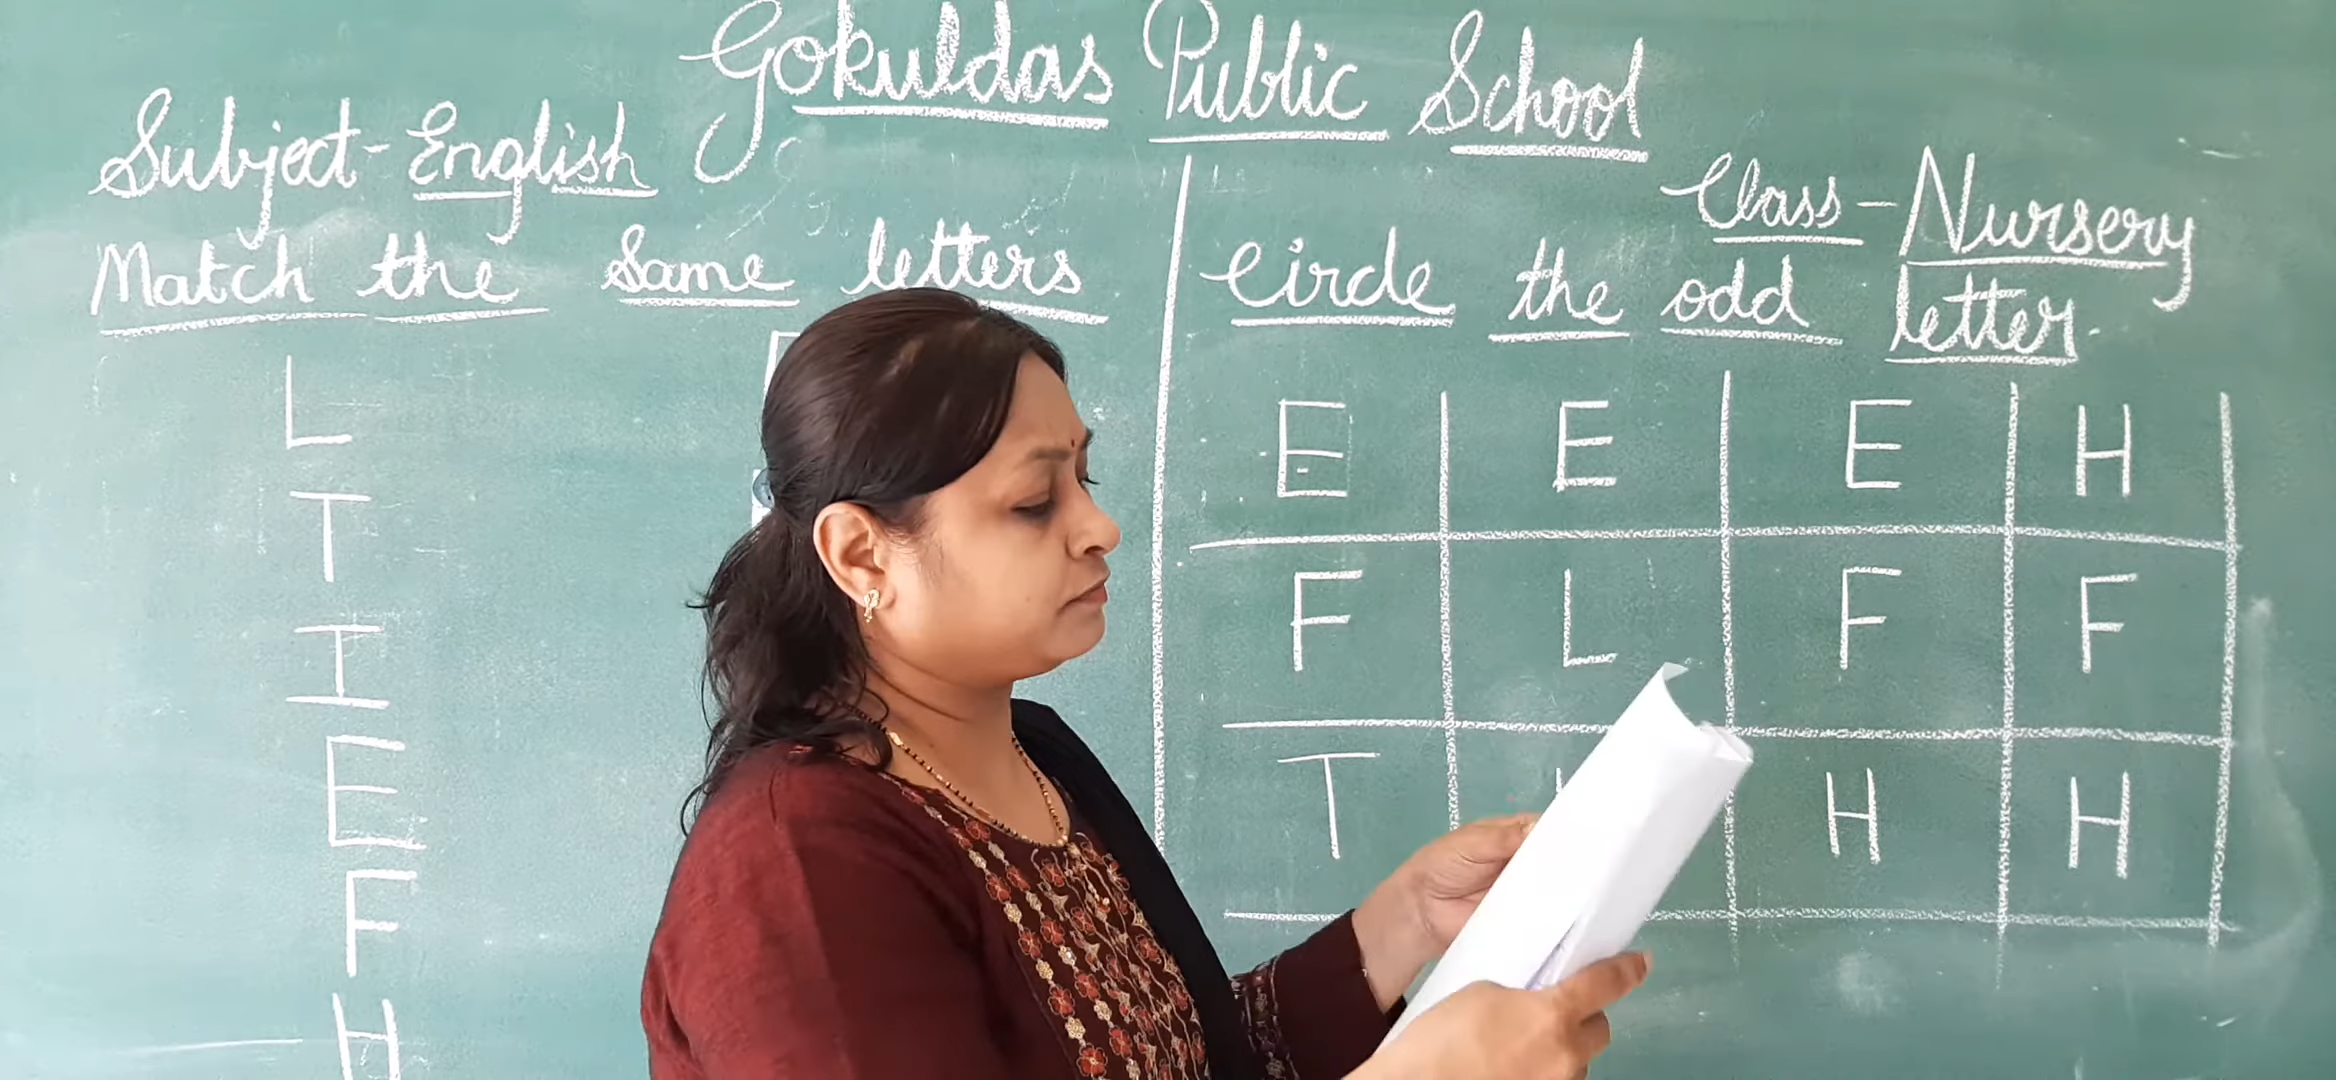 Gokuldas Public School
Subject - English
Class - Nursery
Match the same letters
L
T
I
E
F
H
Circle the odd letter.
E E E H
F L F F
T H H